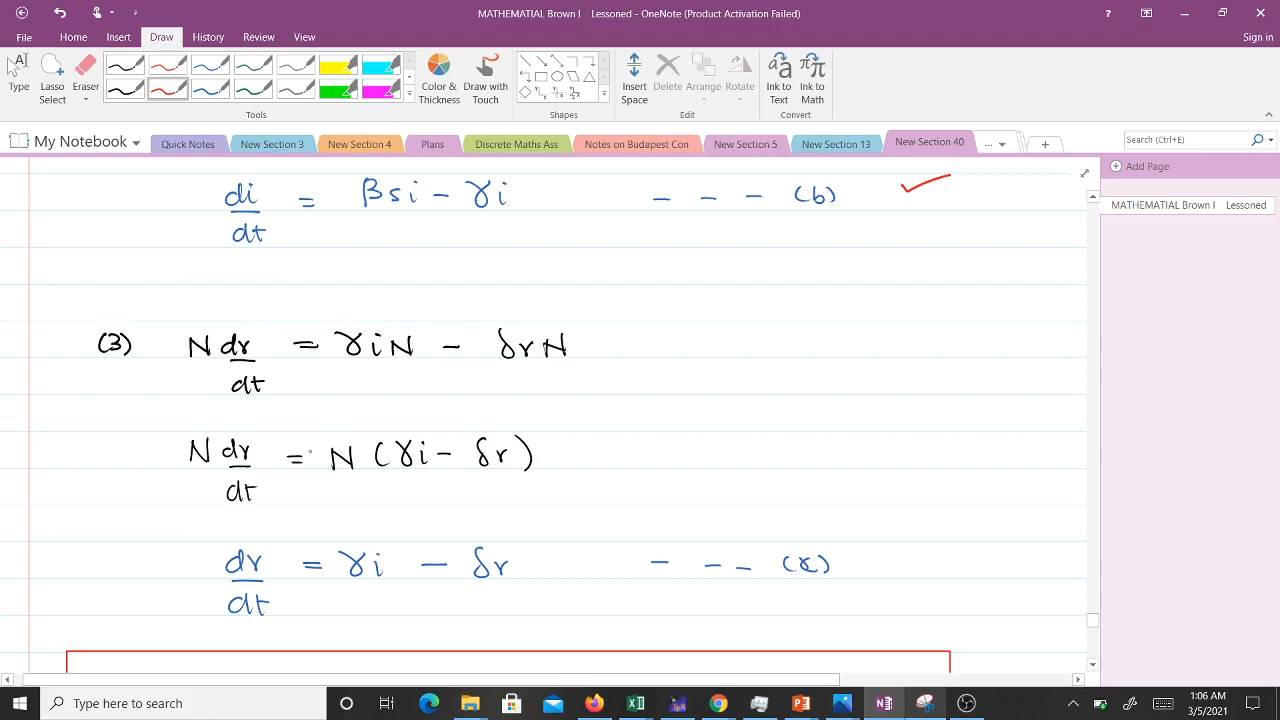 MATHEMATIAL Brown I    Lessoned - OneNote (Product Activation Failed)
File Home Insert Draw History Review View Sign in
Type
Lasso Select
Eraser
Color & Thickness
Draw with Touch
Insert Space
Delete
Arrange
Rotate
Ink to Text
Ink to Math
Tools Shapes Edit Convert
My Notebook Quick Notes New Section 3 New Section 4 Plans Discrete Maths Ass Notes on Budapest Con New Section 5 New Section 13 New Section 40 ... Search (Ctrl+E)
Add Page
MATHEMATIAL Brown I    Lessoned
di/dt = βsi - γi - - - (b)
(3) N dr/dt = γiN - δrN
N dr/dt = N (γi - δr)
dr/dt = γi - δr - - -
Type here to search
1:06 AM
3/5/2021